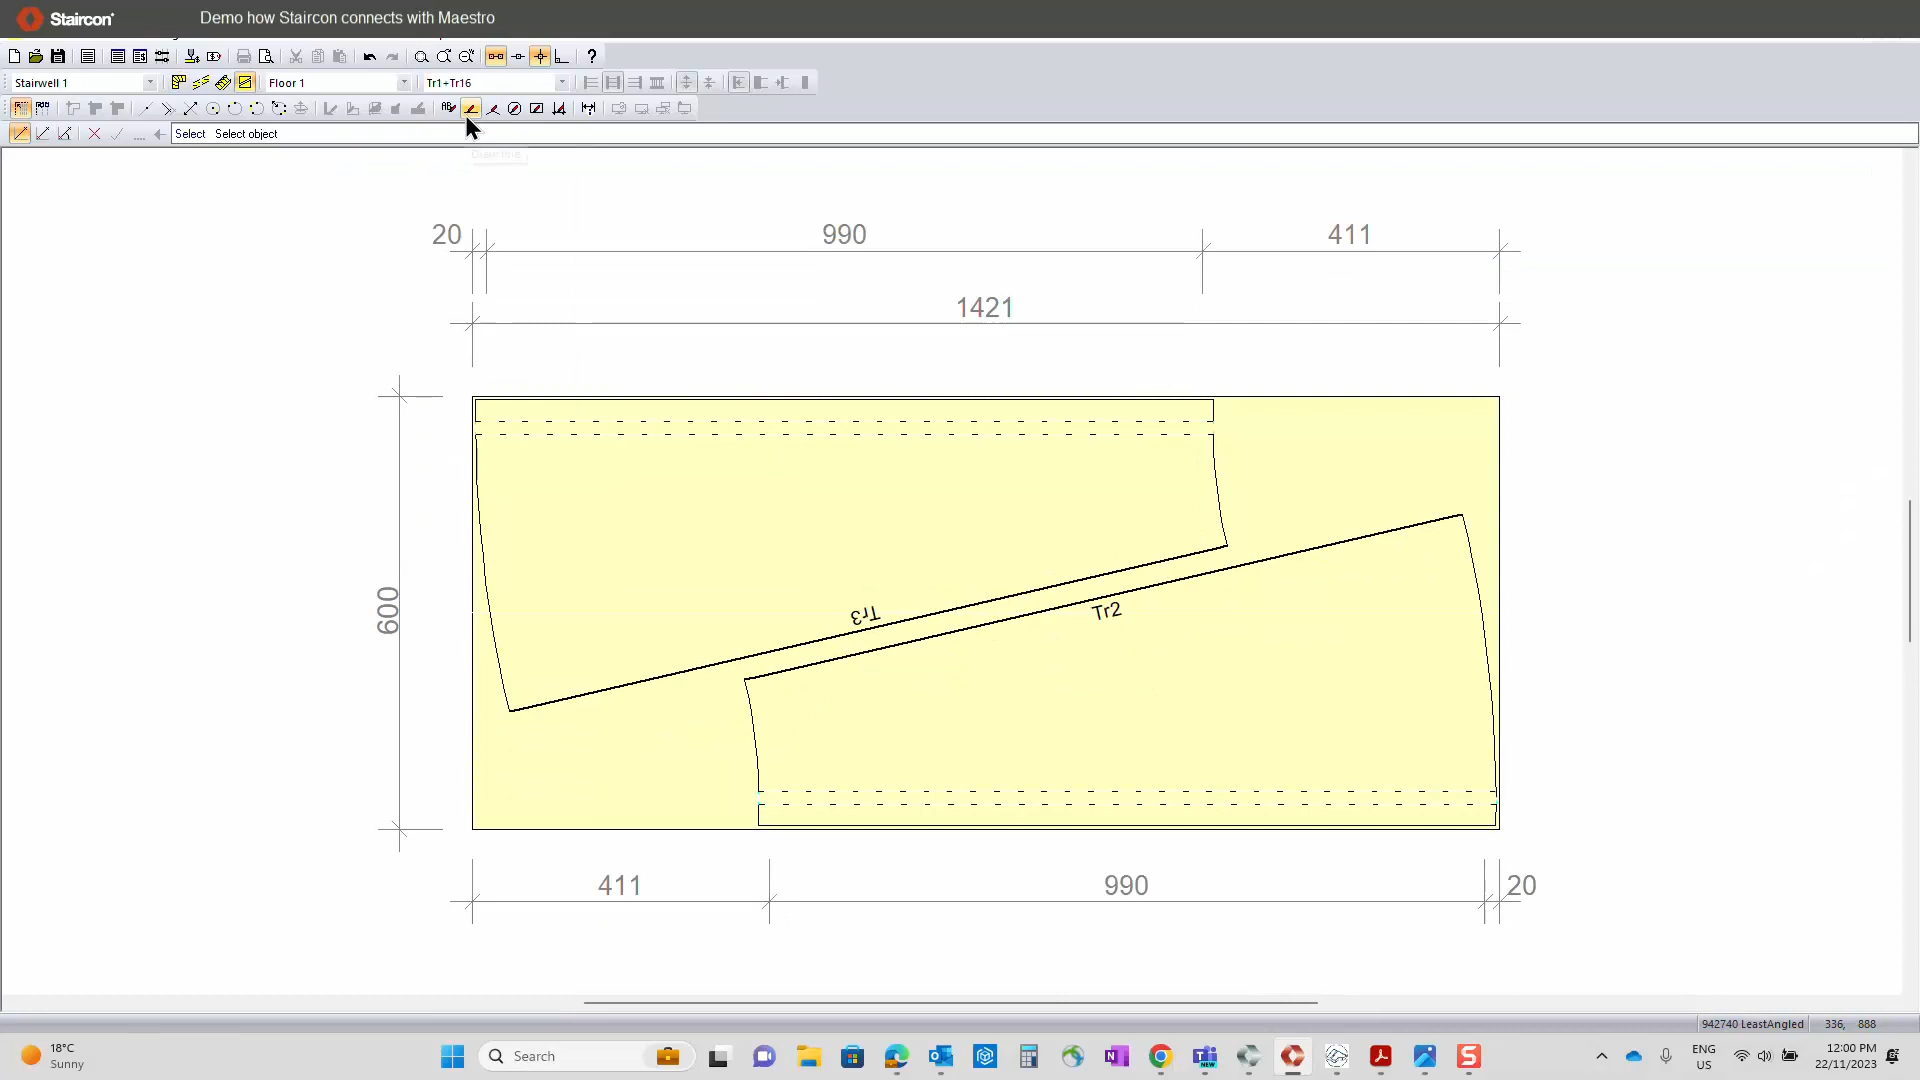 Staircon
Demo how Staircon connects with Maestro
Stairwell 1
Floor 1
Tr1+Tr16
Select Select object
20
990
411
1421
600
Tr3
Tr2
411
990
20
942740 LeastAngled
336, 888
18°C
Sunny
Search
ENG
US
12:00 PM
22/11/2023